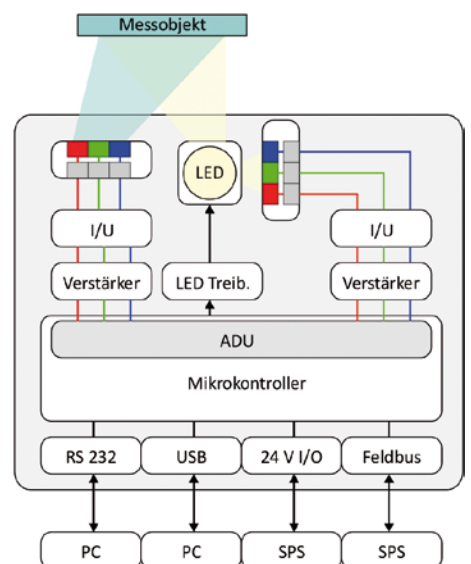 Messobjekt
LED
I/U
I/U
Verstärker
LED Treib.
Verstärker
ADU
Mikrokontroller
RS 232
USB
24 V I/O
Feldbus
PC
PC
SPS
SPS